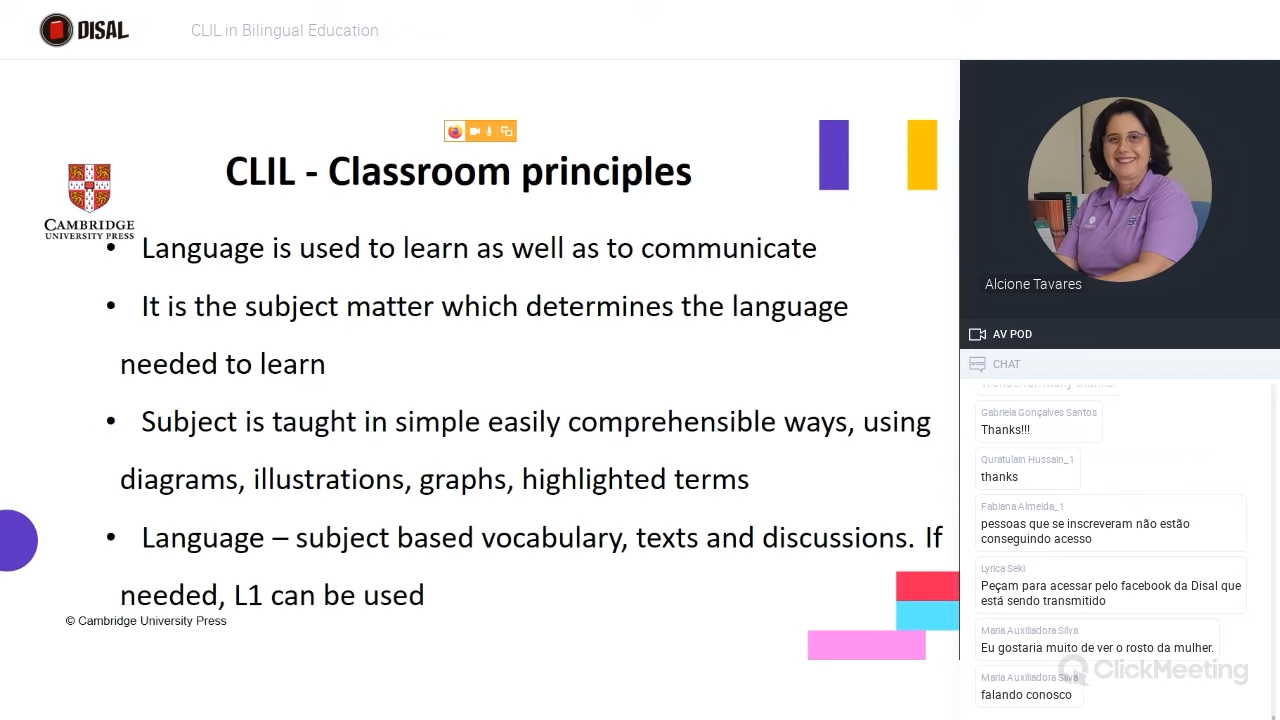 DISAL
CLIL in Bilingual Education
CAMBRIDGE
UNIVERSITY PRESS
CLIL - Classroom principles
• Language is used to learn as well as to communicate
• It is the subject matter which determines the language
needed to learn
• Subject is taught in simple easily comprehensible ways, using
diagrams, illustrations, graphs, highlighted terms
• Language – subject based vocabulary, texts and discussions. If
needed, L1 can be used
© Cambridge University Press
Alcione Tavares
AV POD
CHAT
Wonderful! Many thanks!
Gabriela Gonçalves Santos
Thanks!!!
Quratulain Hussain_1
thanks
Fabiana Almeida_1
pessoas que se inscreveram não estão
conseguindo acesso
Lyrica Seki
Peçam para acessar pelo facebook da Disal que
está sendo transmitido
Maria Auxiliadora Silva
Eu gostaria muito de ver o rosto da mulher.
Maria Auxiliadora Silva
falando conosco
ClickMeeting